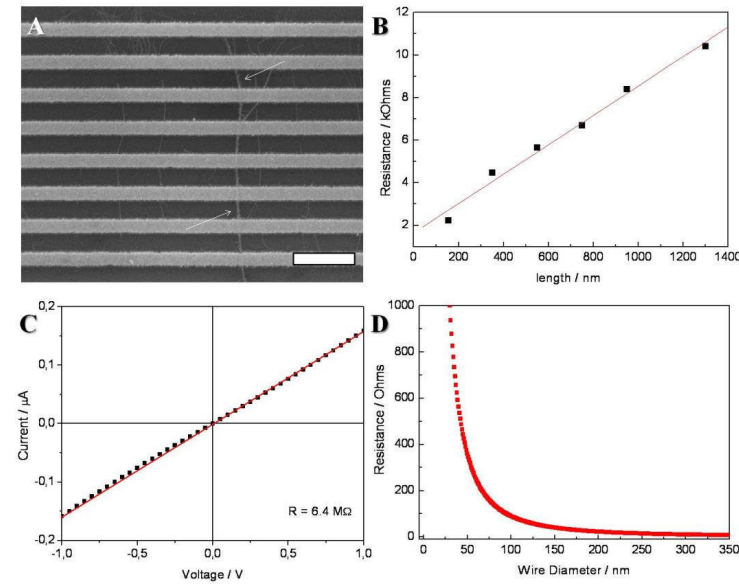 A
B
12
10
8
6
4
2
Resistance / kOhms
0 200 400 600 800 1000 1200 1400
length / nm
C
0,2
0,1
0,0
-0,1
-0,2
Current / µA
R = 6.4 MΩ
-1,0 -0,5 0,0 0,5 1,0
Voltage / V
D
1000
800
600
400
200
Resistance / Ohms
0 50 100 150 200 250 300 350
Wire Diameter / nm